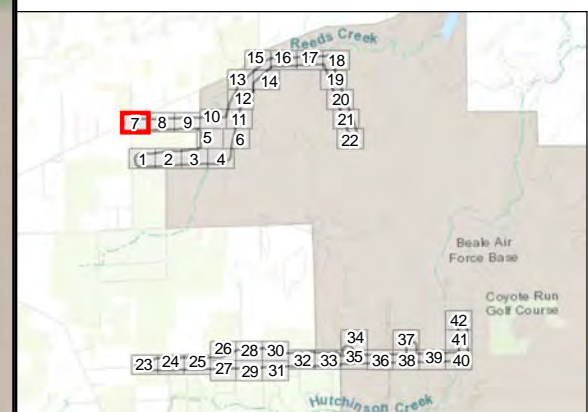 Reeds Creek
15 16 17 18
13 14 19
12 20
7 8 9 10 11 21
5 6 22
1 2 3 4
Beale Air
Force Base
Coyote Run
Golf Course
42
34 37 41
26 28 30
23 24 25 32 33 35 36 38 39 40
27 29 31
Hutchinson Creek